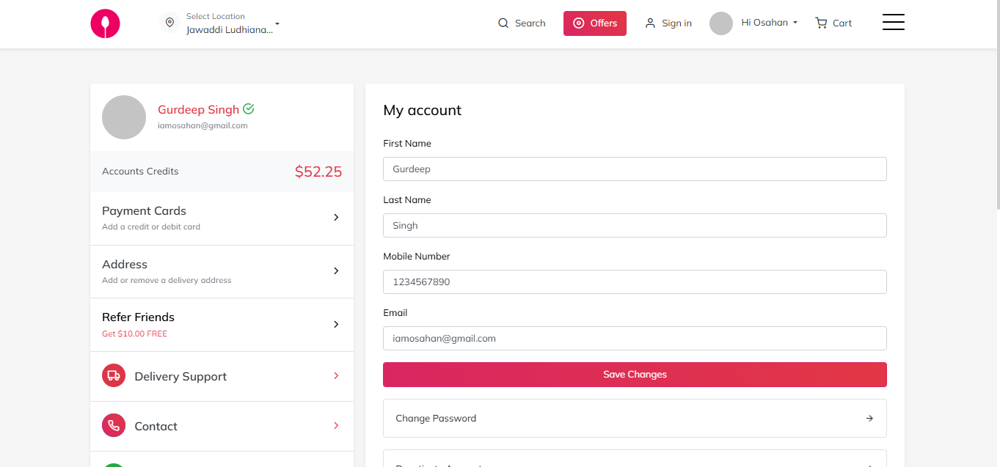 Select Location
Jawaddi Ludhiana...
Search
Offers
Sign in
Hi Osahan
Cart
Gurdeep Singh
iamosahan@gmail.com
Accounts Credits
$52.25
Payment Cards
Add a credit or debit card
Address
Add or remove a delivery address
Refer Friends
Get $10.00 FREE
Delivery Support
Contact
My account
First Name
Gurdeep
Last Name
Singh
Mobile Number
1234567890
Email
iamosahan@gmail.com
Save Changes
Change Password